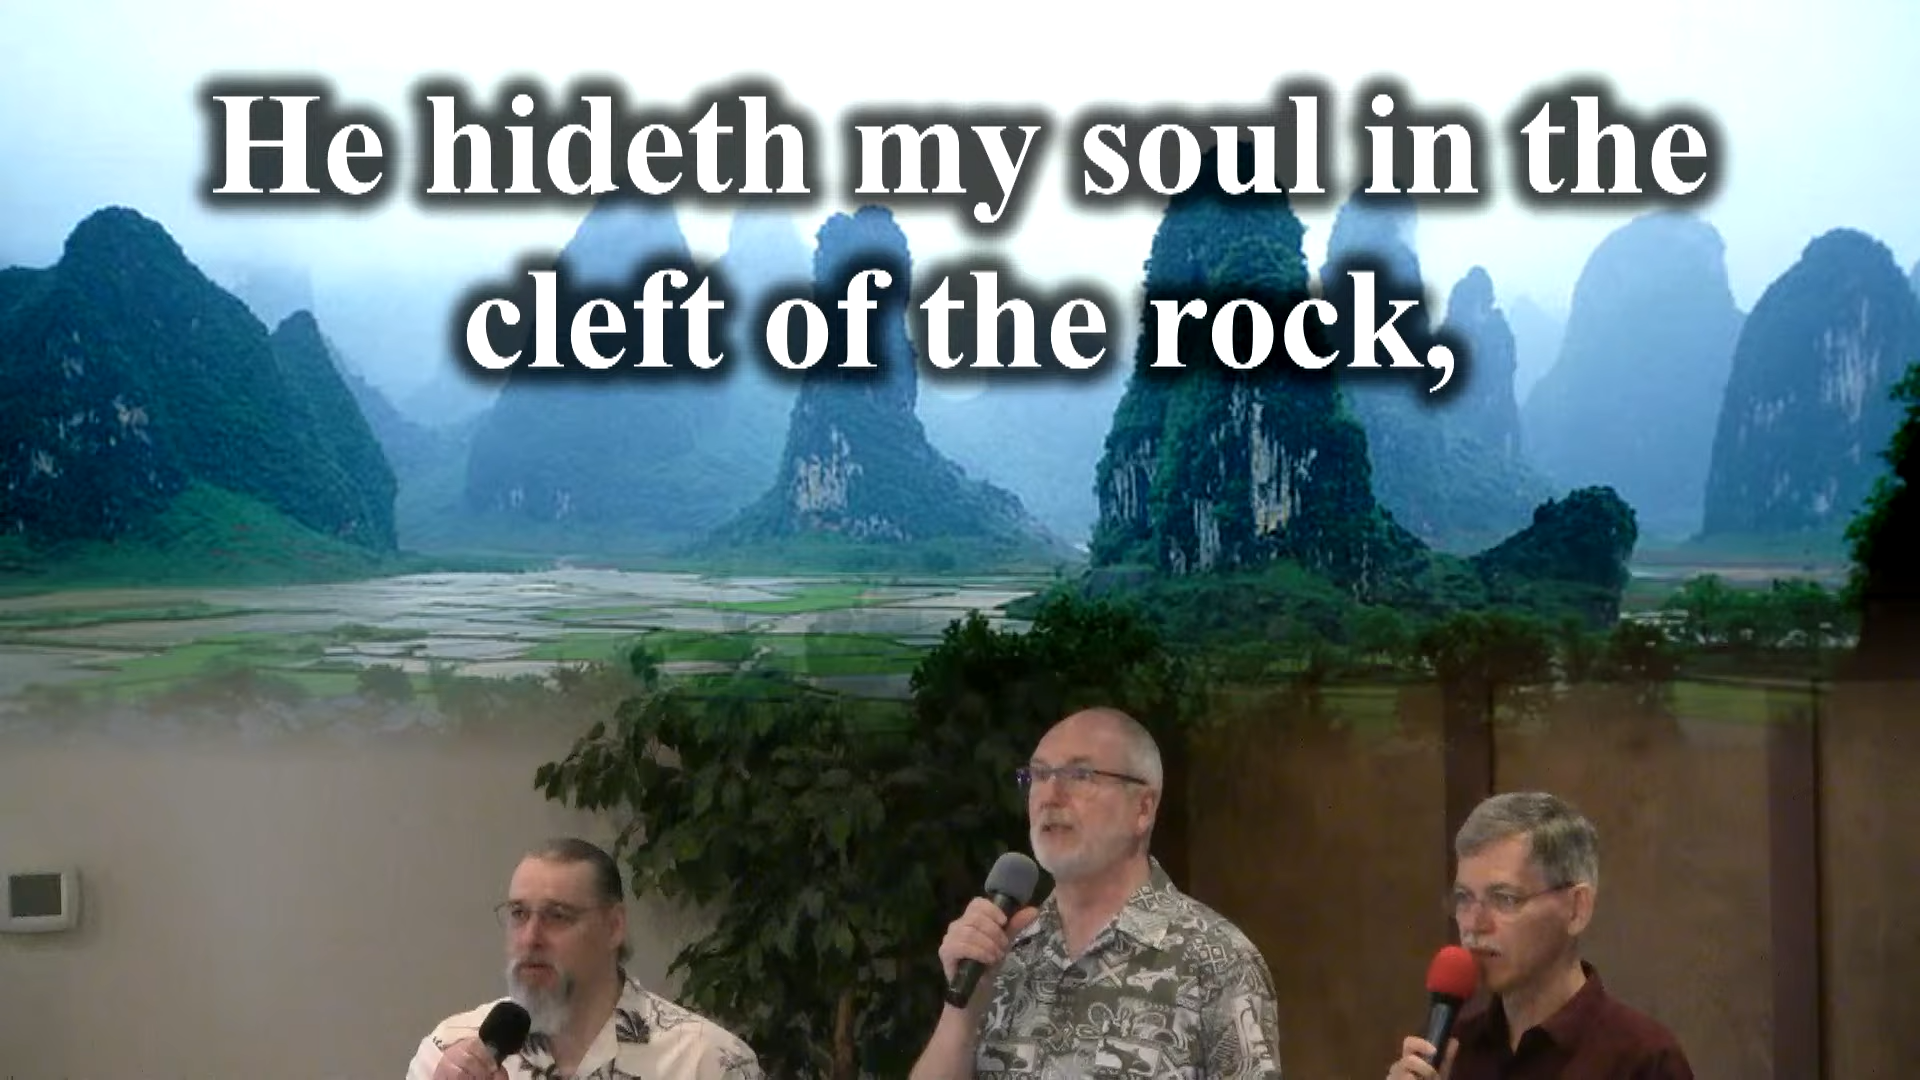 He hideth my soul in the
cleft of the rock,